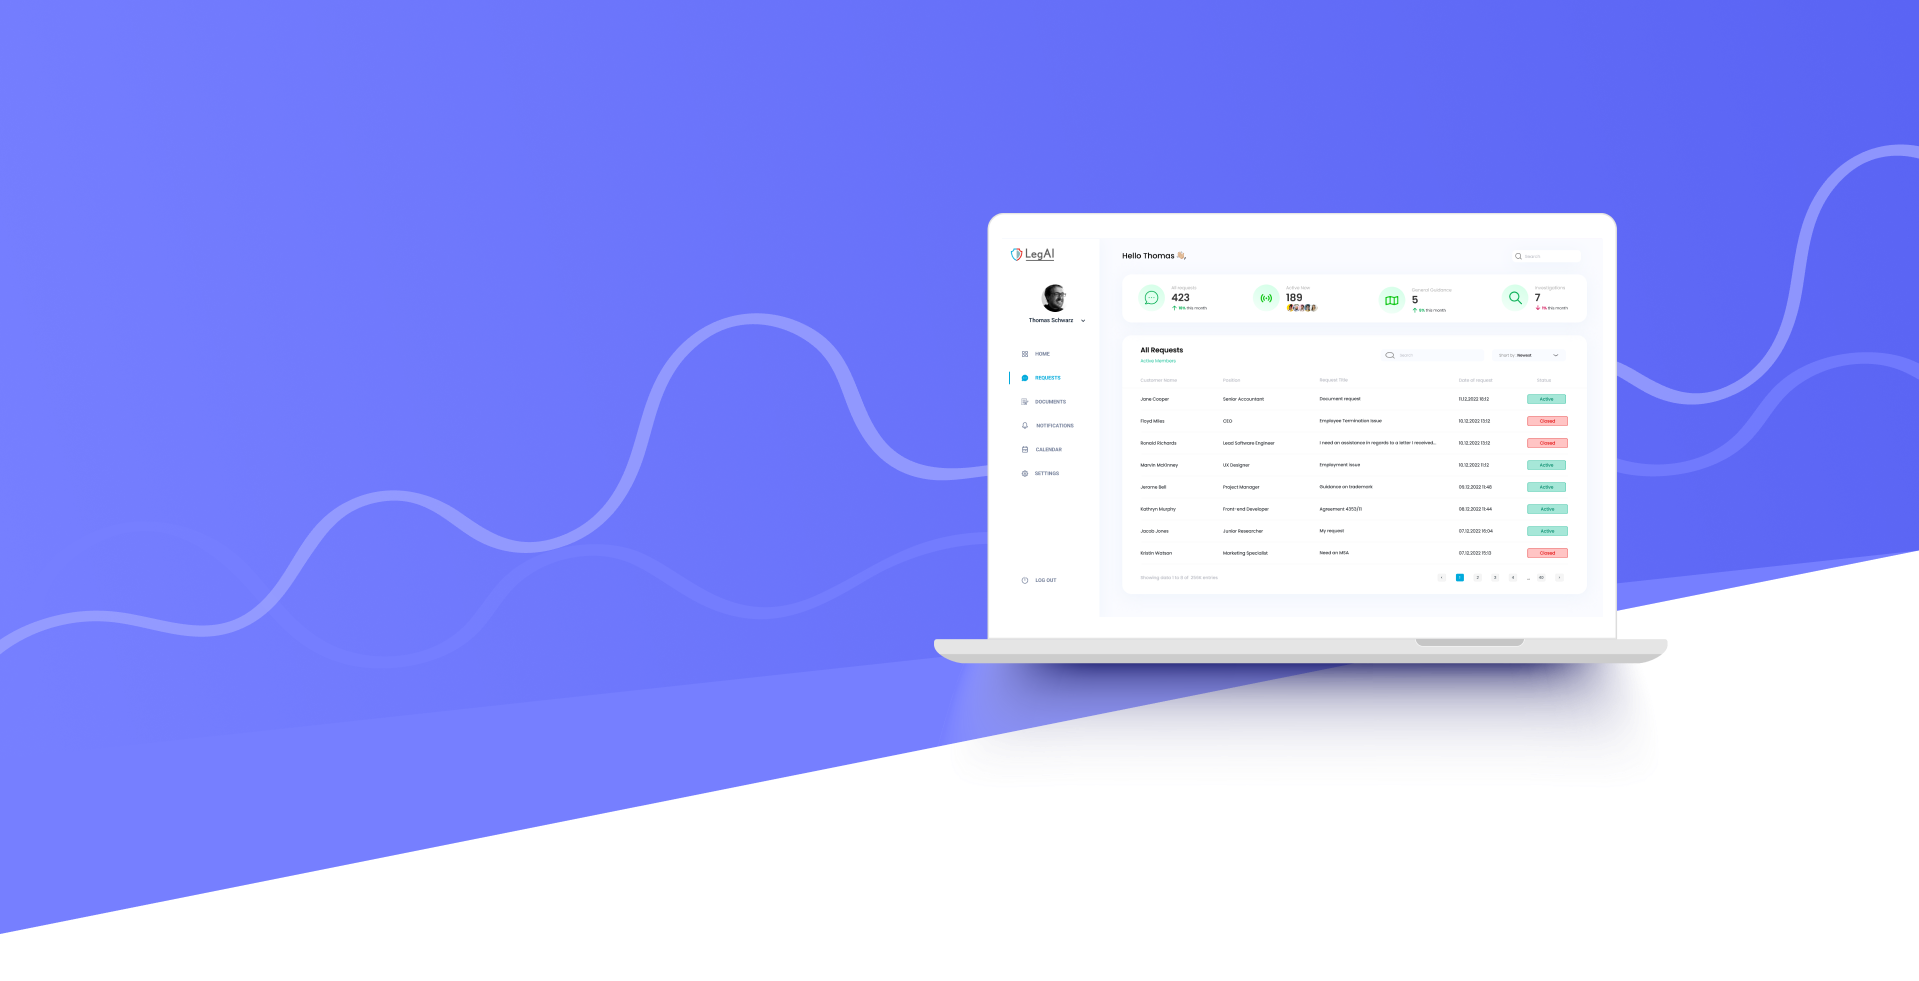 LegAI
Thomas Schwarz
HOME
REQUESTS
DOCUMENTS
NOTIFICATIONS
CALENDAR
SETTINGS
LOG OUT
Hello Thomas 👋🏼,
Search
All requests
423
16% this month
Active Now
189
General Guidance
5
this month
Investigations
7
1% this month
All Requests
Active Members
Search
Short by: Newest
Customer Name Position Request Title Date of request Status
Jane Cooper Senior Accountant Document request 11.12.2022 16:12 Active
Floyd Miles CEO Employee Termination Issue 10.12.2022 13:12 Closed
Ronald Richards Lead Software Engineer I need an assistance in regards to a letter I received... 10.12.2022 13:12 Closed
Marvin McKinney UX Designer Employment issue 10.12.2022 11:12 Active
Jerome Bell Project Manager Guidance on trademark 09.12.2022 11:48 Active
Kathryn Murphy Front-end Developer Agreement 4353/11 08.12.2022 11:44 Active
Jacob Jones Junior Researcher My request 07.12.2022 16:04 Active
Kristin Watson Marketing Specialist Need an MSA 07.12.2022 15:13 Closed
Showing data 1 to 8 of entries
< 1 2 3 4 ... 40 >